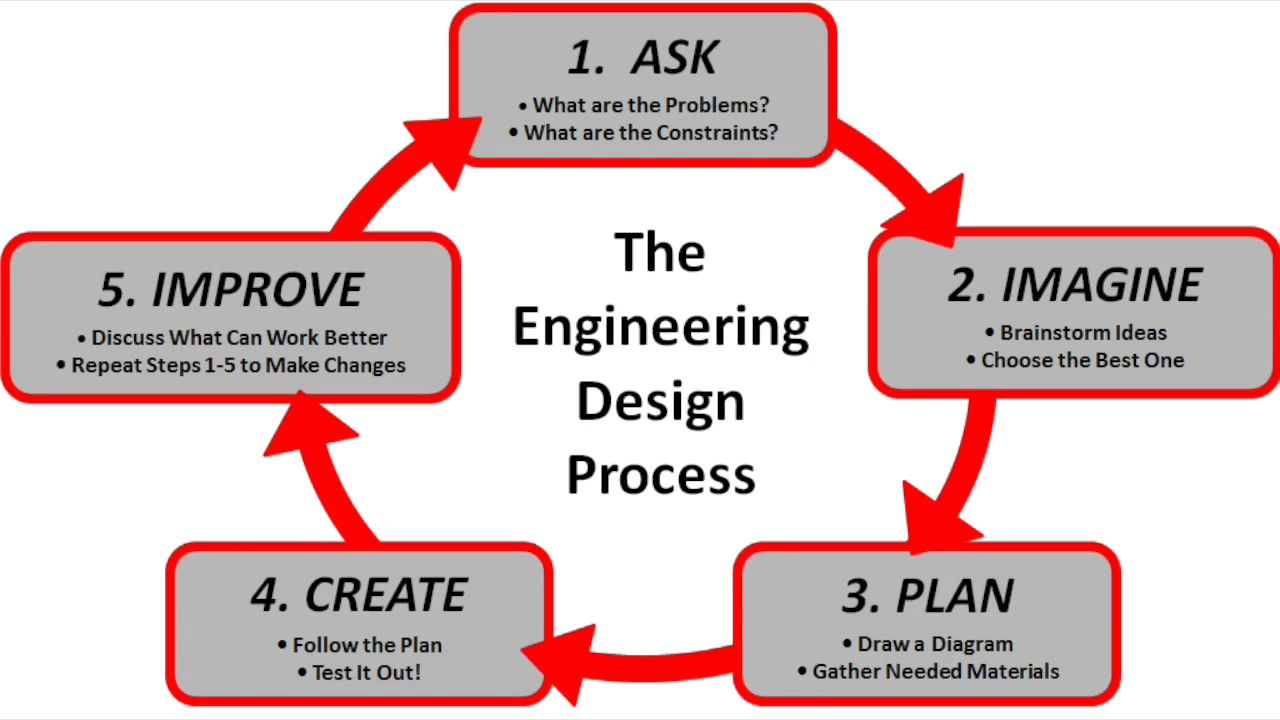 1. ASK
• What are the Problems?
• What are the Constraints?
The
Engineering
Design
Process
2. IMAGINE
• Brainstorm Ideas
• Choose the Best One
3. PLAN
• Draw a Diagram
• Gather Needed Materials
4. CREATE
• Follow the Plan
• Test It Out!
5. IMPROVE
• Discuss What Can Work Better
• Repeat Steps 1-5 to Make Changes